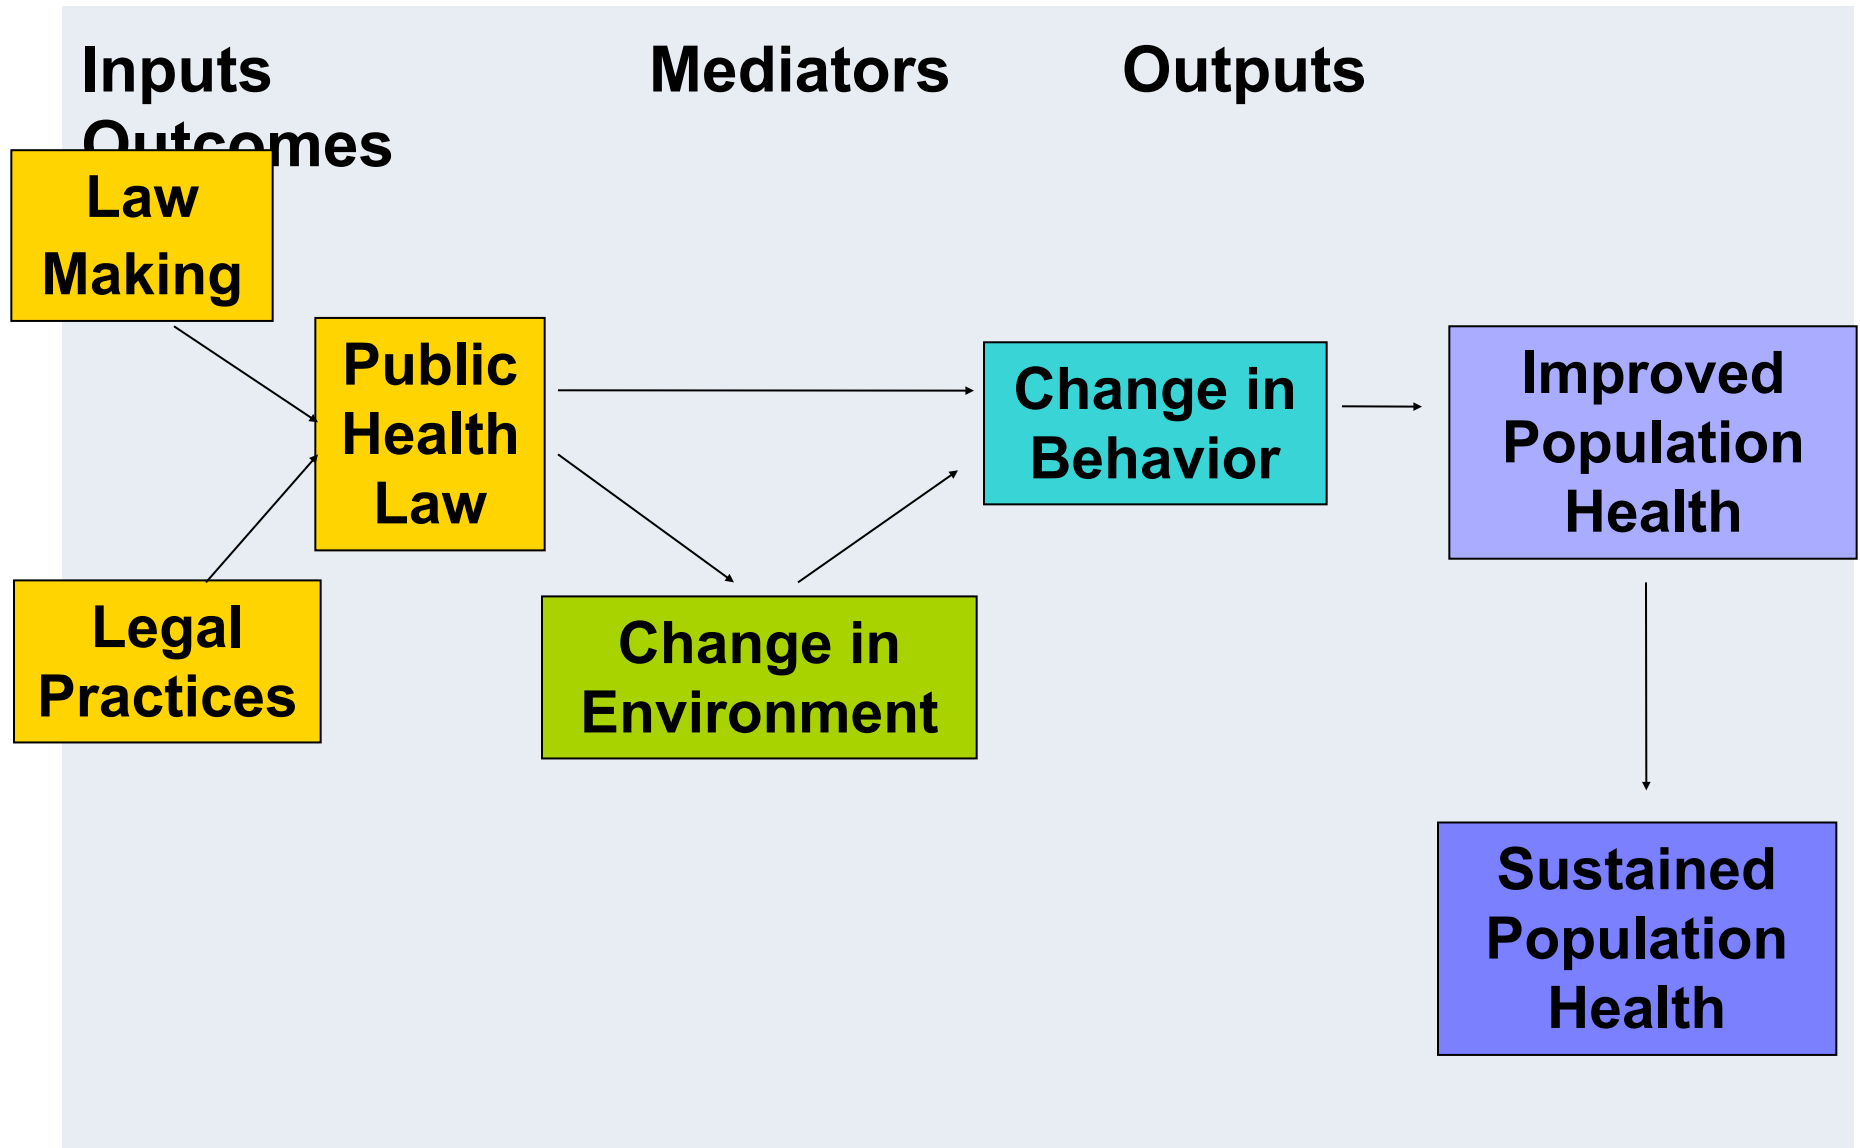 Inputs Mediators Outputs
Outcomes
Law
Making
Public
Health
Law
Legal
Practices
Change in
Environment
Change in
Behavior
Improved
Population
Health
Sustained
Population
Health